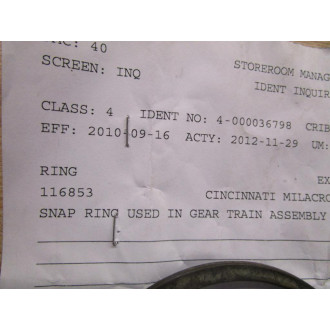 40
SCREEN: INQ STOREROOM MANAG
IDENT INQUIR
CLASS: 4 IDENT NO: 4-000036798 CRIB
EFF: 2010-09-16 ACTY: 2012-11-29 UM:
RING EX
116853 CINCINNATI MILACRO
SNAP RING USED IN GEAR TRAIN ASSEMBLY